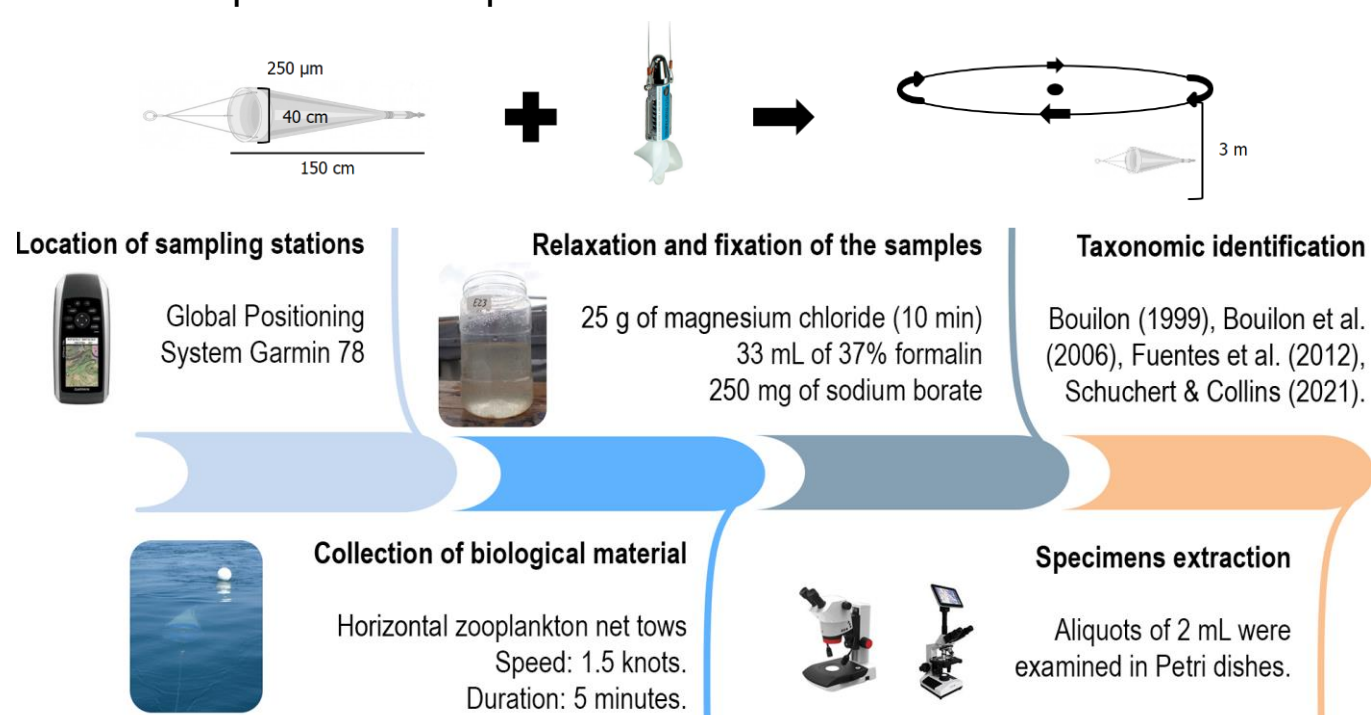 250 µm
40 cm
150 cm
3 m
Location of sampling stations
Global Positioning
System Garmin 78
Relaxation and fixation of the samples
E23
25 g of magnesium chloride (10 min)
33 mL of 37% formalin
250 mg of sodium borate
Taxonomic identification
Bouilon (1999), Bouilon et al.
(2006), Fuentes et al. (2012),
Schuchert & Collins (2021).
Collection of biological material
Horizontal zooplankton net tows
Speed: 1.5 knots.
Duration: 5 minutes.
Specimens extraction
Aliquots of 2 mL were
examined in Petri dishes.